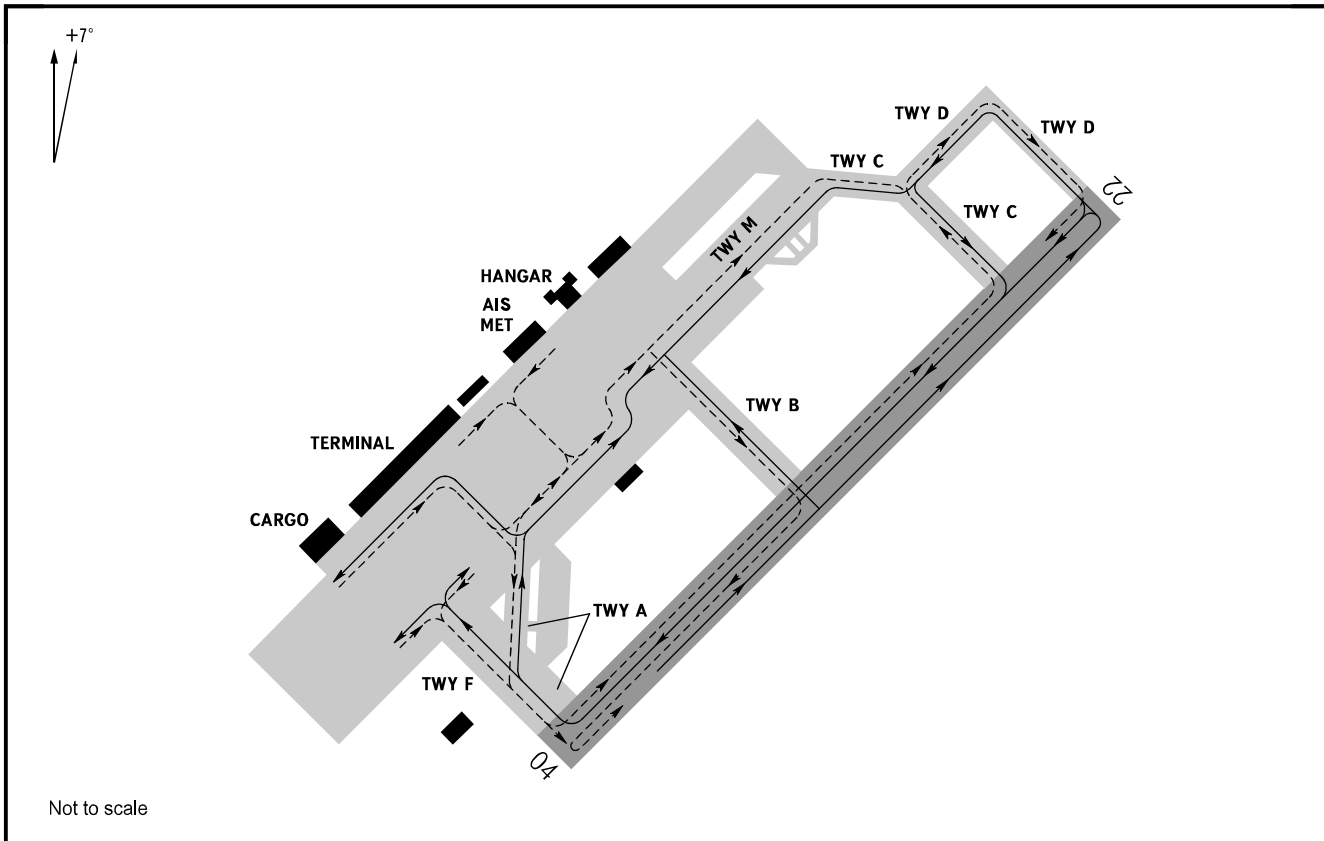 +7°
TWY D
TWY D
TWY C
22
TWY C
TWY M
HANGAR
AIS
MET
TWY B
TERMINAL
CARGO
TWY A
TWY F
04
Not to scale